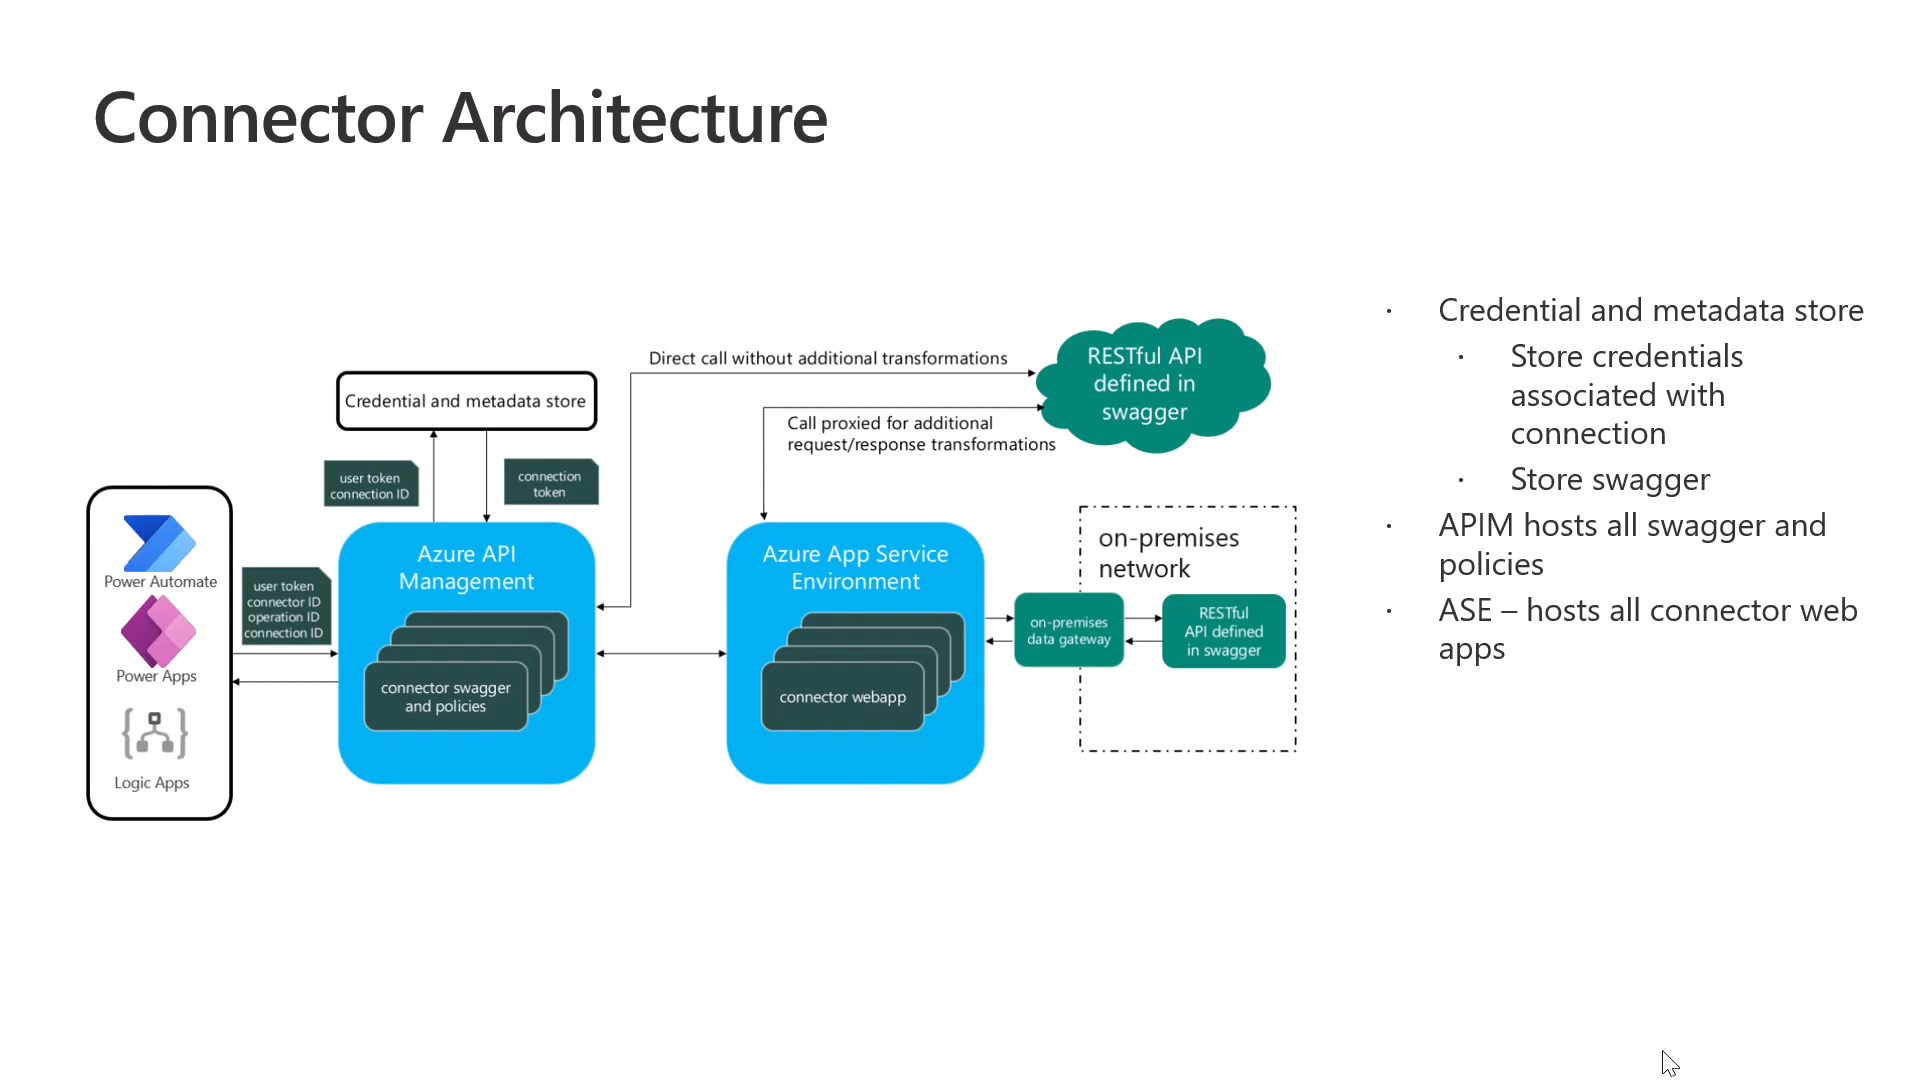 Connector Architecture
Direct call without additional transformations
RESTful API
defined in
swagger
Credential and metadata store
Call proxied for additional
request/response transformations
user token
connection ID
connection
token
Power Automate
Power Apps
Logic Apps
user token
connector ID
operation ID
connection ID
Azure API
Management
connector swagger
and policies
Azure App Service
Environment
connector webapp
on-premises
network
on-premises
data gateway
RESTful
API defined
in swagger
· Credential and metadata store
· Store credentials
associated with
connection
· Store swagger
· APIM hosts all swagger and
policies
· ASE – hosts all connector web
apps